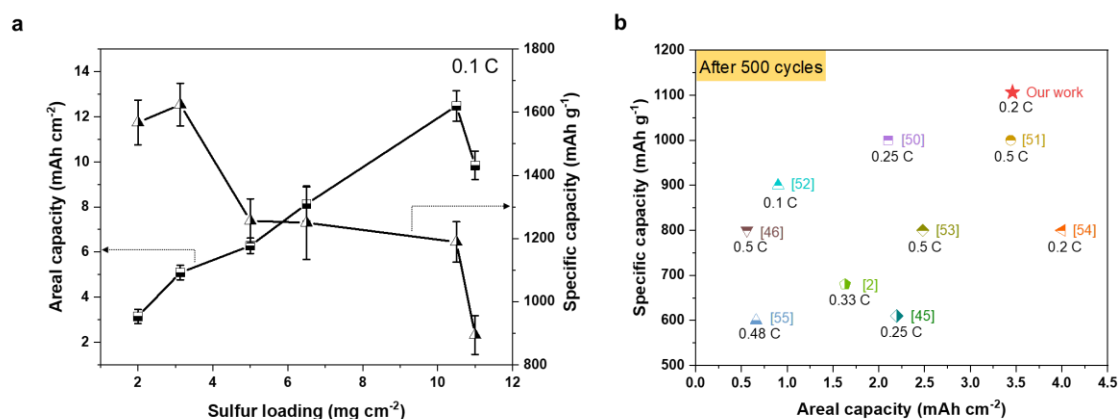 a
0.1 C
Areal capacity (mAh cm⁻²)
14
12
10
8
6
4
2
1800
1600
1400
1200
1000
800
Specific capacity (mAh g⁻¹)
0 2 4 6 8 10 12
Sulfur loading (mg cm⁻²)
b
After 500 cycles
Specific capacity (mAh g⁻¹)
1200
1100
1000
900
800
700
600
500
Our work
0.2 C
[50]
0.25 C
[51]
0.5 C
[52]
0.1 C
[46]
0.5 C
[53]
0.5 C
[54]
0.2 C
[2]
0.33 C
[55]
0.48 C
[45]
0.25 C
0.0 0.5 1.0 1.5 2.0 2.5 3.0 3.5 4.0 4.5
Areal capacity (mAh cm⁻²)